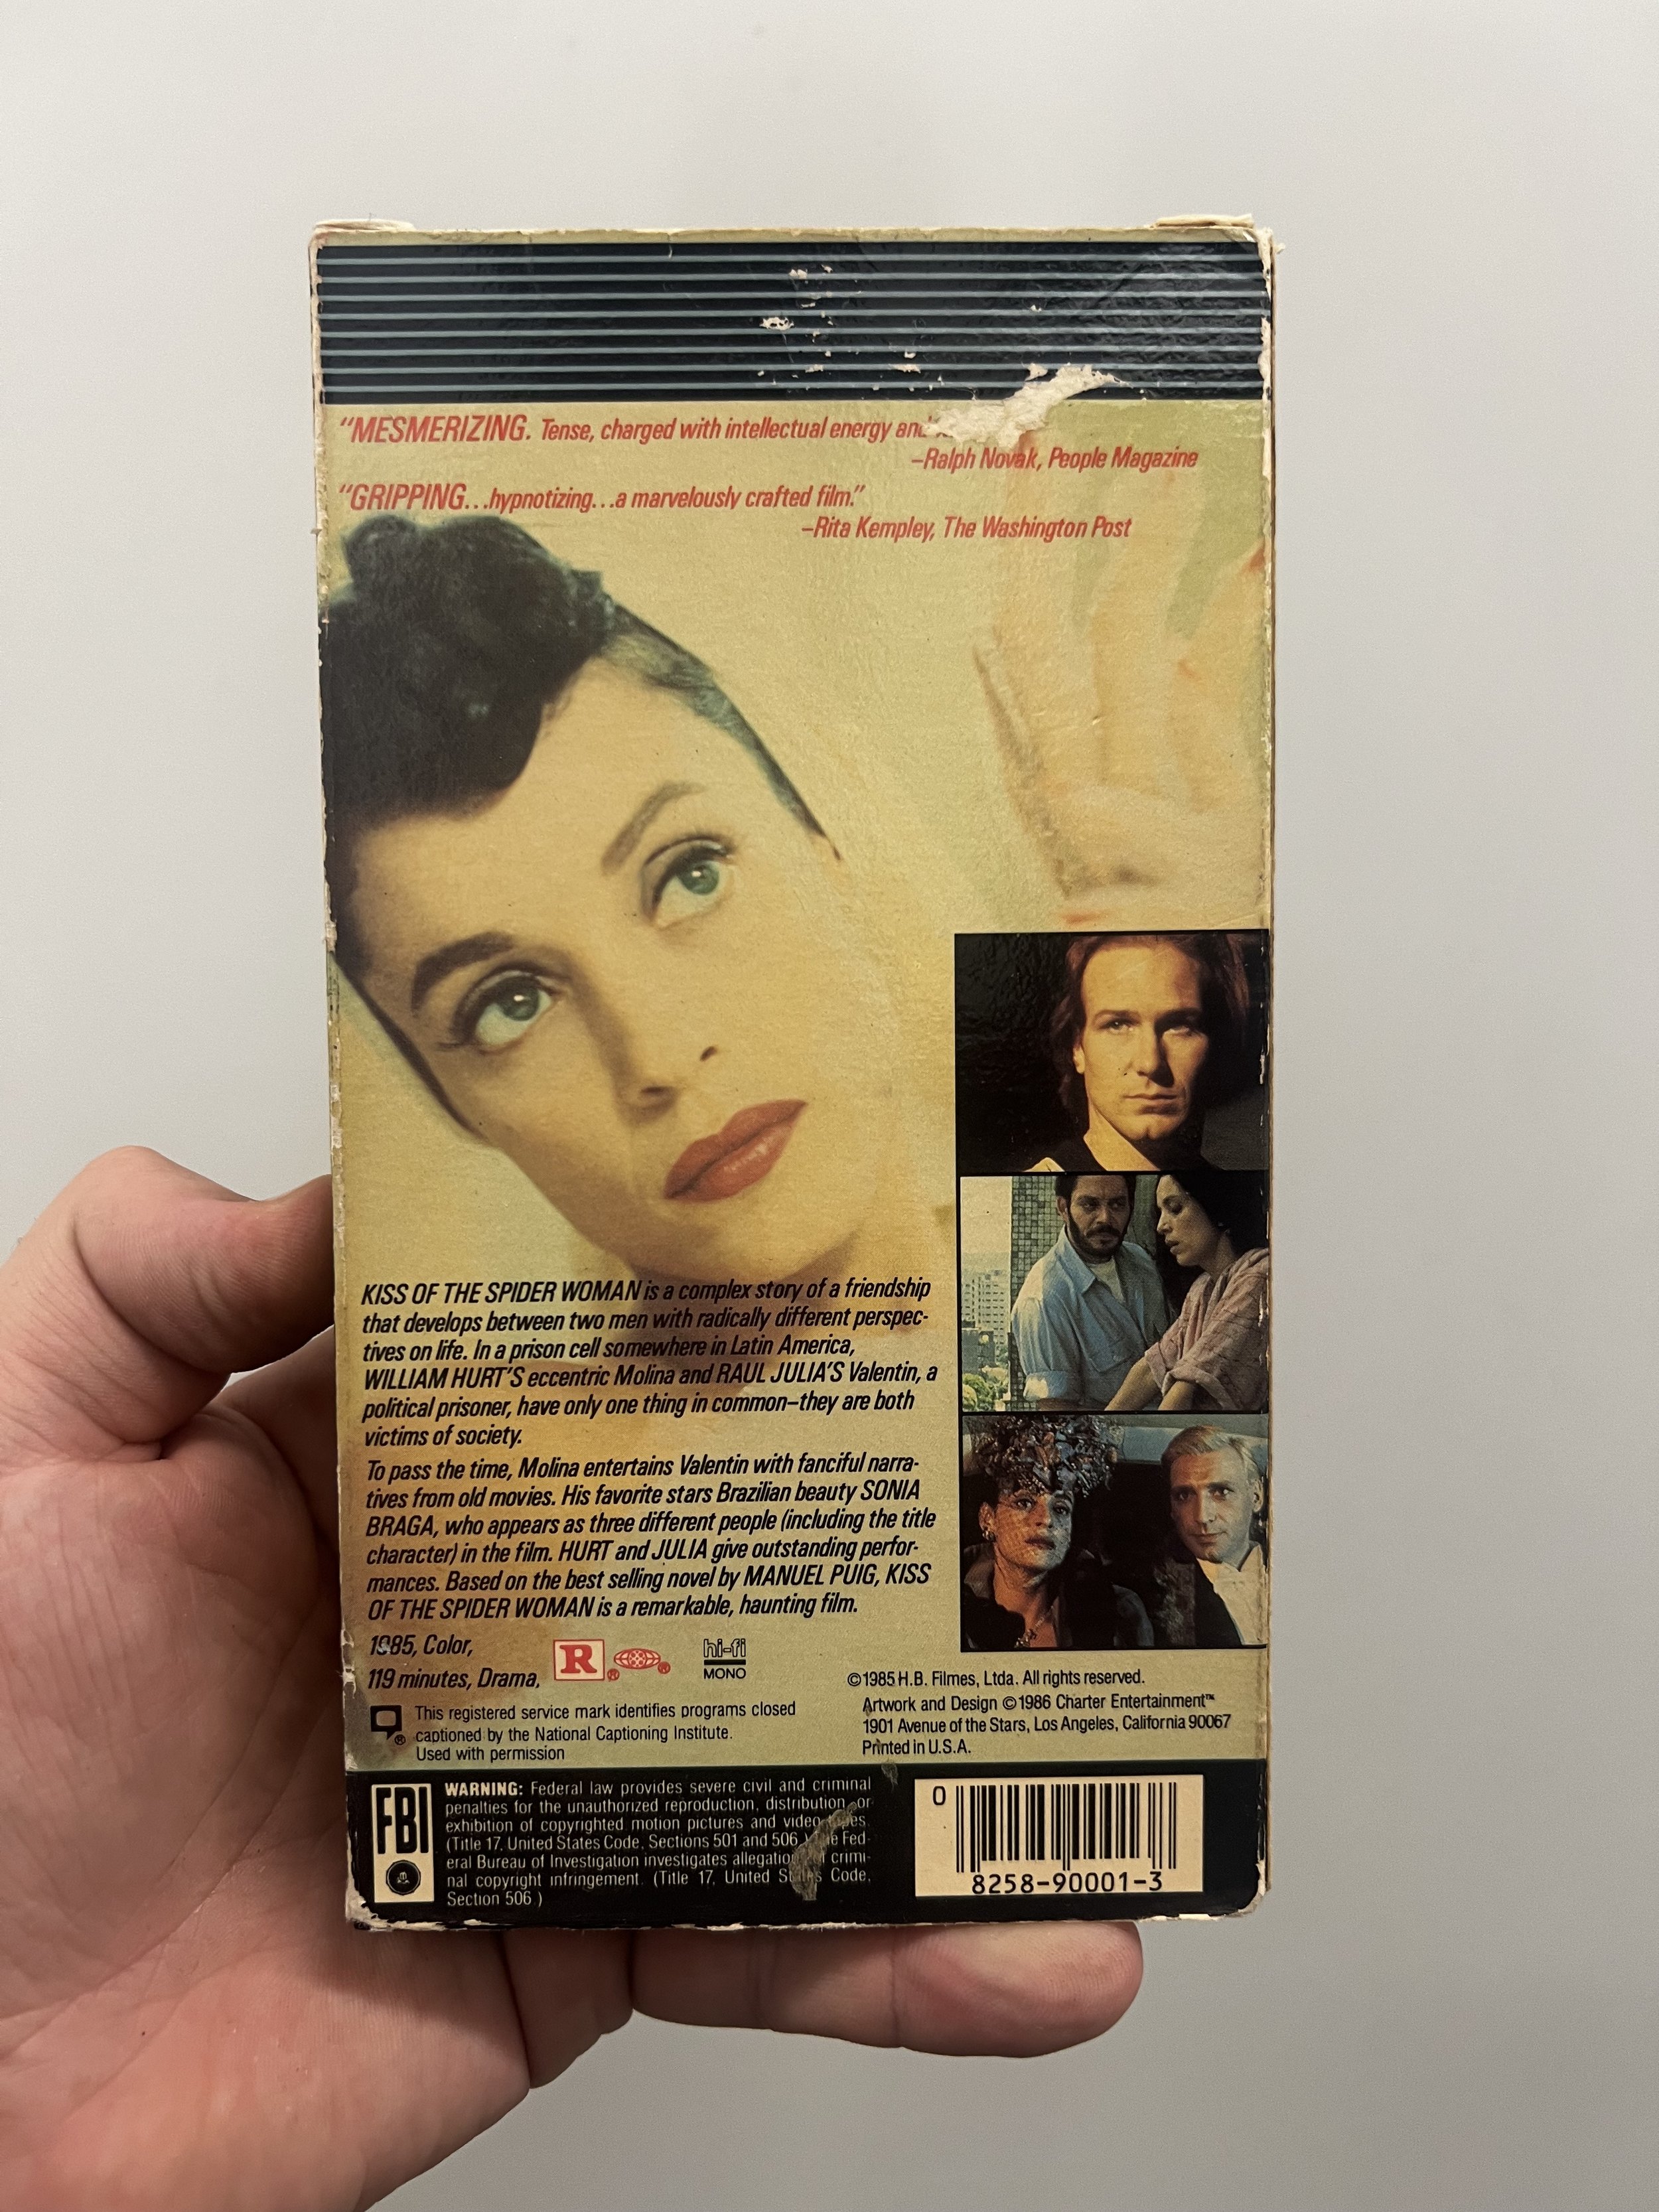 “MESMERIZING. Tense, charged with intellectual energy and
–Ralph Novak, People Magazine
“GRIPPING...hypnotizing...a marvelously crafted film.”
–Rita Kempley, The Washington Post
KISS OF THE SPIDER WOMAN is a complex story of a friendship
that develops between two men with radically different perspec-
tives on life. In a prison cell somewhere in Latin America,
WILLIAM HURT’S eccentric Molina and RAUL JULIA’S Valentin, a
political prisoner, have only one thing in common–they are both
victims of society.
To pass the time, Molina entertains Valentin with fanciful narra-
tives from old movies. His favorite stars Brazilian beauty SONIA
BRAGA, who appears as three different people (including the title
character) in the film. HURT and JULIA give outstanding perfor-
mances. Based on the best selling novel by MANUEL PUIG, KISS
OF THE SPIDER WOMAN is a remarkable, haunting film.
1985, Color,
119 minutes, Drama,
R®
®
hi-fi
MONO
©1985 H.B. Filmes, Ltda. All rights reserved.
Artwork and Design ©1986 Charter Entertainment™
1901 Avenue of the Stars, Los Angeles, California 90067
Printed in U.S.A.
® This registered service mark identifies programs closed
captioned by the National Captioning Institute.
Used with permission
FBI
WARNING: Federal law provides severe civil and criminal
penalties for the unauthorized reproduction, distribution or
exhibition of copyrighted motion pictures and video
(Title 17, United States Code, Sections 501 and 506 Fed-
eral Bureau of Investigation investigates crimi-
nal copyright infringement. (Title 17, United States Code,
Section 506.)
0
8258-90001-3